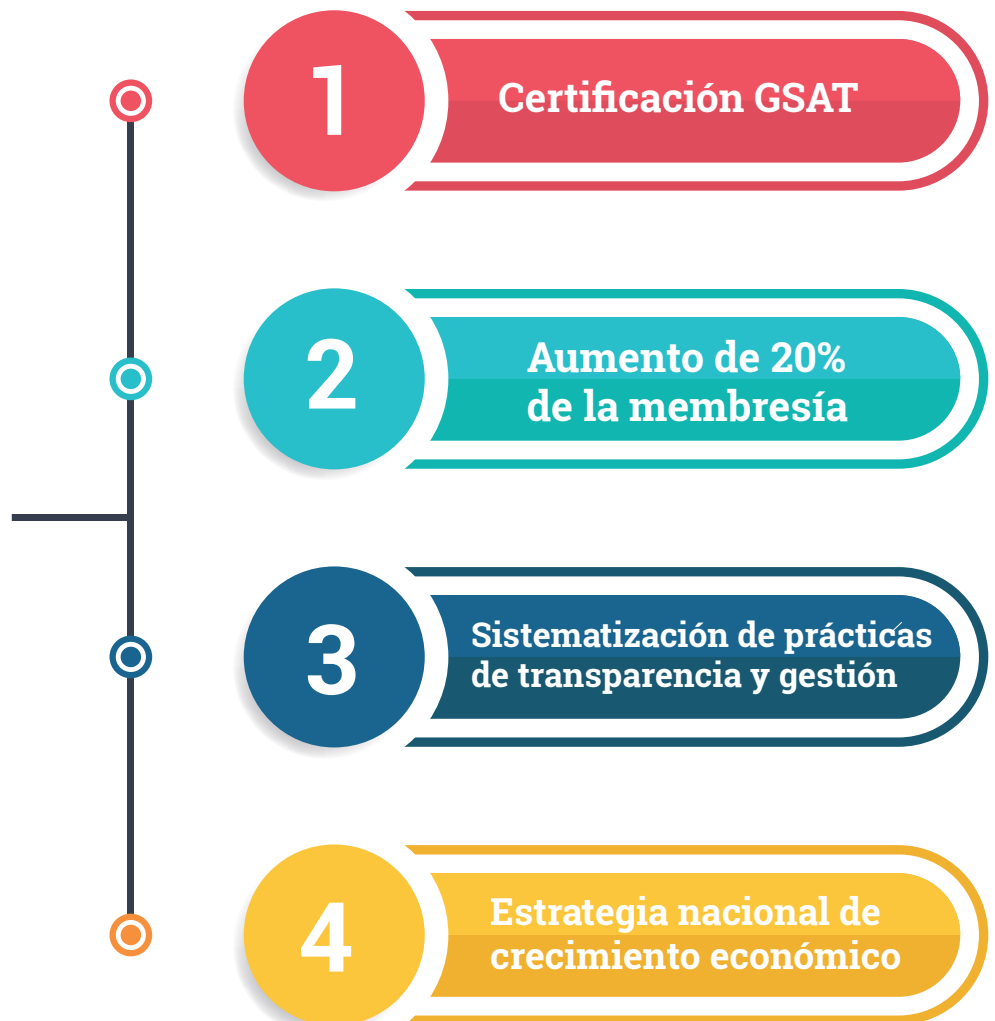 1
Certificación GSAT
2
Aumento de 20%
de la membresía
3
Sistematización de prácticas
de transparencia y gestión
4
Estrategia nacional de
crecimiento económico